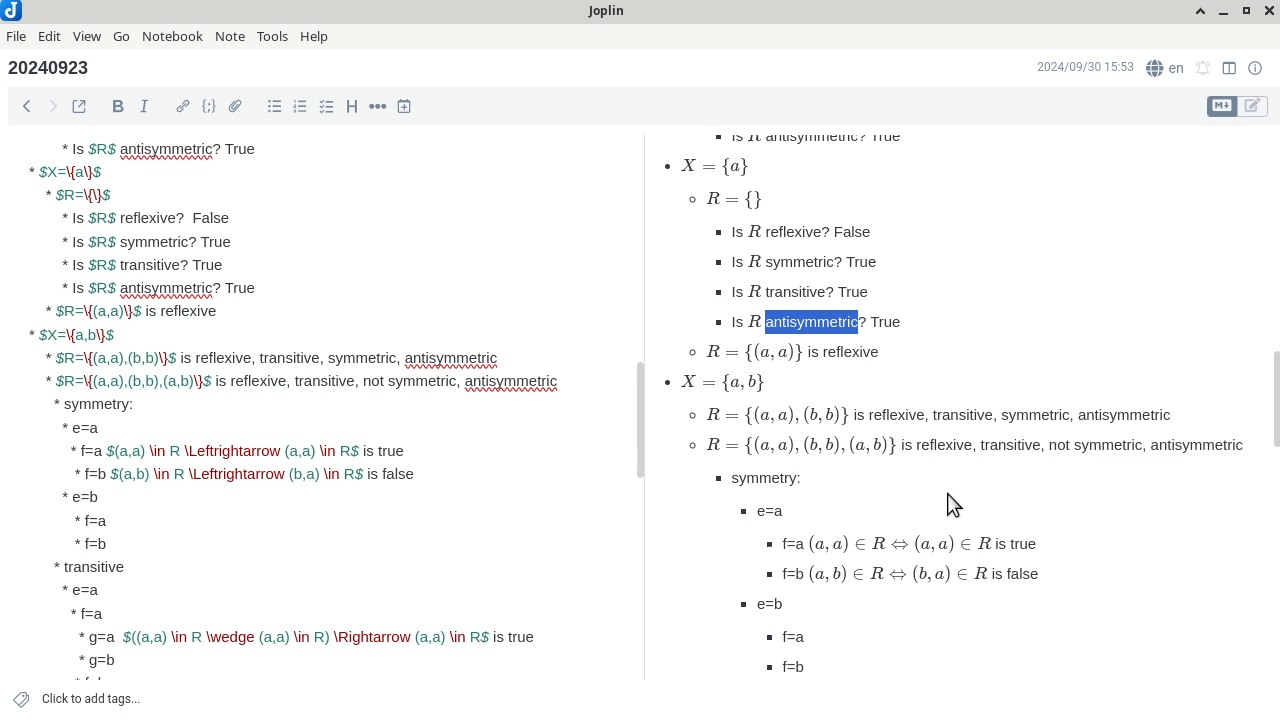 Joplin
File Edit View Go Notebook Note Tools Help
20240923
2024/09/30 15:53 en
* Is $R$ antisymmetric? True
* $X=\{a\}$
* $R=\{\}$
* Is $R$ reflexive?  False
* Is $R$ symmetric? True
* Is $R$ transitive? True
* Is $R$ antisymmetric? True
* $R=\{(a,a)\}$ is reflexive
* $X=\{a,b\}$
* $R=\{(a,a),(b,b)\}$ is reflexive, transitive, symmetric, antisymmetric
* $R=\{(a,a),(b,b),(a,b)\}$ is reflexive, transitive, not symmetric, antisymmetric
* symmetry:
* e=a
* f=a $(a,a) \in R \Leftrightarrow (a,a) \in R$ is true
* f=b $(a,b) \in R \Leftrightarrow (b,a) \in R$ is false
* e=b
* f=a
* f=b
* transitive
* e=a
* f=a
* g=a  $((a,a) \in R \wedge (a,a) \in R) \Rightarrow (a,a) \in R$ is true
* g=b
Is R antisymmetric? True
X = {a}
R = {}
Is R reflexive? False
Is R symmetric? True
Is R transitive? True
Is R antisymmetric? True
R = {(a, a)} is reflexive
X = {a, b}
R = {(a, a), (b, b)} is reflexive, transitive, symmetric, antisymmetric
R = {(a, a), (b, b), (a, b)} is reflexive, transitive, not symmetric, antisymmetric
symmetry:
e=a
f=a (a, a) ∈ R ⇔ (a, a) ∈ R is true
f=b (a, b) ∈ R ⇔ (b, a) ∈ R is false
e=b
f=a
f=b
Click to add tags...